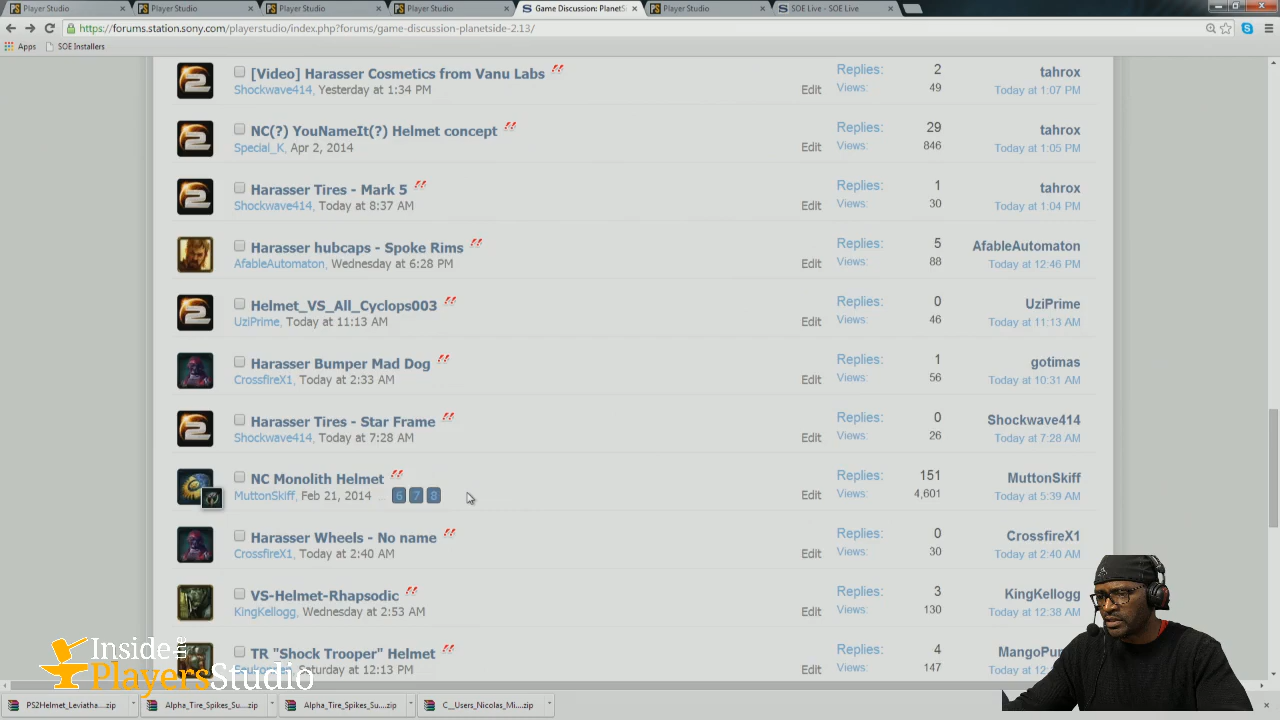 Player Studio
Player Studio
Player Studio
Player Studio
Game Discussion: PlanetS
Player Studio
SOE Live - SOE Live
https://forums.station.sony.com/playerstudio/index.php?forums/game-discussion-planetside-2.13/
Apps
SOE Installers
[Video] Harasser Cosmetics from Vanu Labs
Replies: 2
tahrox
Shockwave414, Yesterday at 1:34 PM
Edit
Views: 49
Today at 1:07 PM
NC(?) YouNameIt(?) Helmet concept
Replies: 29
tahrox
Special_K, Apr 2, 2014
Edit
Views: 846
Today at 1:05 PM
Harasser Tires - Mark 5
Replies: 1
tahrox
Shockwave414, Today at 8:37 AM
Edit
Views: 30
Today at 1:04 PM
Harasser hubcaps - Spoke Rims
Replies: 5
AfableAutomaton
AfableAutomaton, Wednesday at 6:28 PM
Edit
Views: 88
Today at 12:46 PM
Helmet_VS_All_Cyclops003
Replies: 0
UziPrime
UziPrime, Today at 11:13 AM
Edit
Views: 46
Today at 11:13 AM
Harasser Bumper Mad Dog
Replies: 1
gotimas
CrossfireX1, Today at 2:33 AM
Edit
Views: 56
Today at 10:31 AM
Harasser Tires - Star Frame
Replies: 0
Shockwave414
Shockwave414, Today at 7:28 AM
Edit
Views: 26
Today at 7:28 AM
NC Monolith Helmet
Replies: 151
MuttonSkiff
MuttonSkiff, Feb 21, 2014 6 7 8
Edit
Views: 4,601
Today at 5:39 AM
Harasser Wheels - No name
Replies: 0
CrossfireX1
CrossfireX1, Today at 2:40 AM
Edit
Views: 30
Today at 2:40 AM
VS-Helmet-Rhapsodic
Replies: 3
KingKellogg
KingKellogg, Wednesday at 2:53 AM
Edit
Views: 130
Today at 12:38 AM
TR "Shock Trooper" Helmet
Replies: 4
MangoPu
Saturday at 12:13 PM
Edit
Views: 147
Today at 12:
Inside the
PlayersStudio
PS2Helmet_Leviatha....zip
Alpha_Tire_Spikes_Su....zip
Alpha_Tire_Spikes_Su....zip
C__Users_Nicolas_Mi....zip